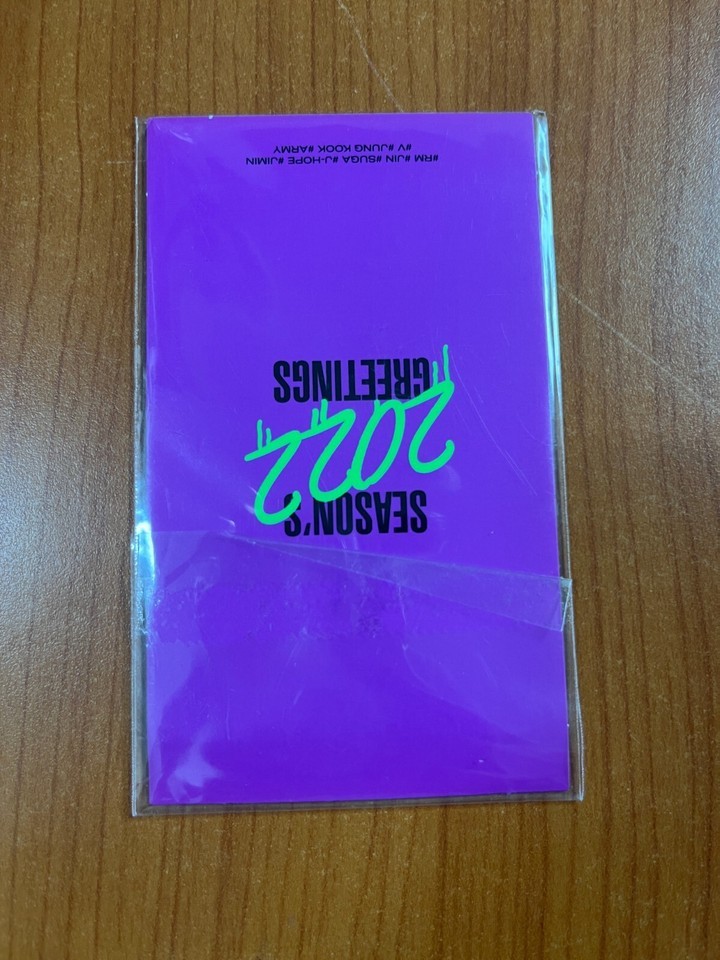 SEASON'S
2022
GREETINGS
#RM #JIN #SUGA #J-HOPE #JIMIN
#V #JUNG KOOK #ARMY